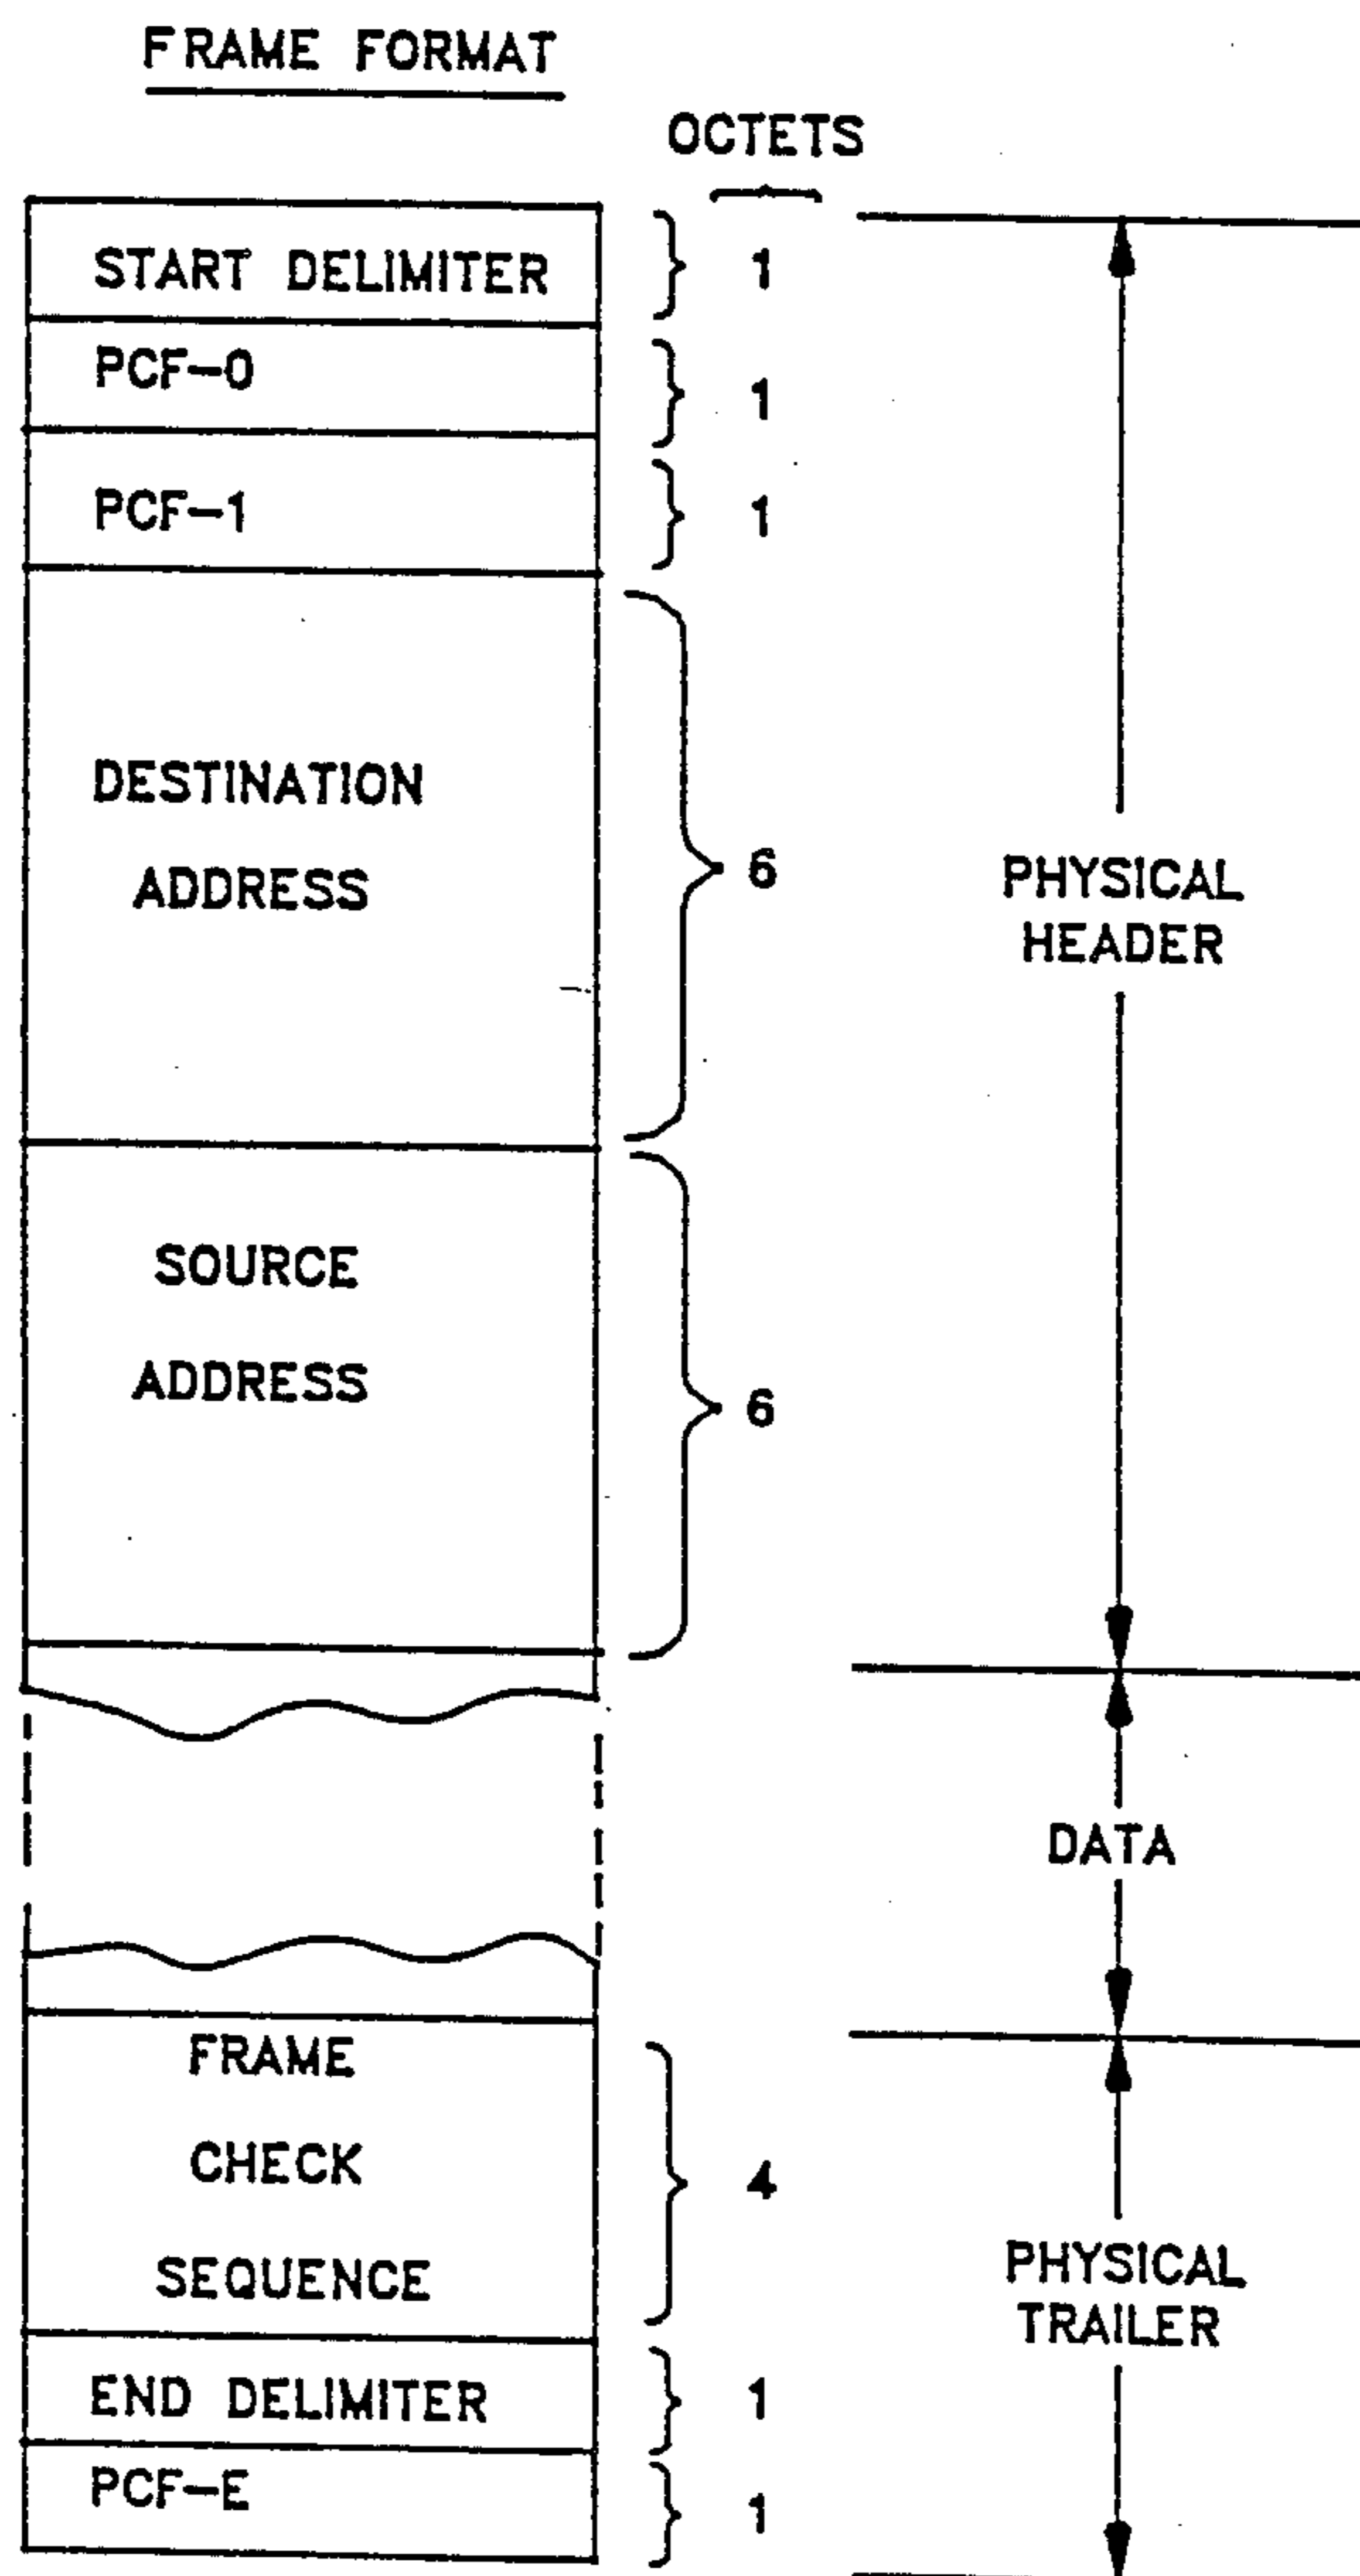 FRAME FORMAT
OCTETS
START DELIMITER
1
PCF-0
1
PCF-1
1
DESTINATION
ADDRESS
6
PHYSICAL
HEADER
SOURCE
ADDRESS
6
DATA
FRAME
CHECK
SEQUENCE
4
PHYSICAL
TRAILER
END DELIMITER
1
PCF-E
1